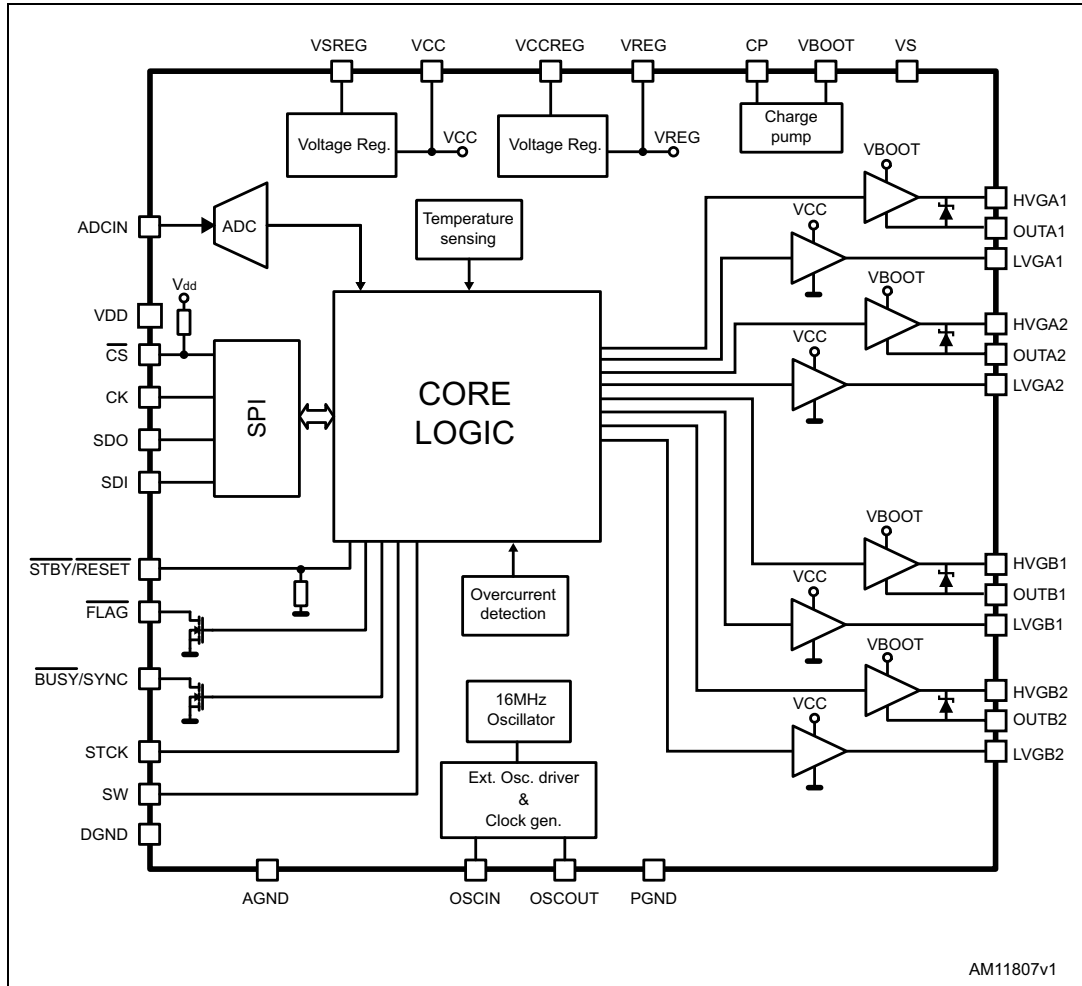 VSREG VCC VCCREG VREG CP VBOOT VS
Voltage Reg.
VCC
Voltage Reg.
VREG
Charge
pump
ADCIN
ADC
Temperature
sensing
VBOOT
HVGA1
OUTA1
VCC
LVGA1
VBOOT
HVGA2
OUTA2
VCC
LVGA2
Vdd
VDD
CS
CK
SDO
SDI
SPI
CORE
LOGIC
VBOOT
HVGB1
OUTB1
VCC
LVGB1
VBOOT
HVGB2
OUTB2
VCC
LVGB2
STBY/RESET
FLAG
BUSY/SYNC
STCK
SW
DGND
Overcurrent
detection
16MHz
Oscillator
Ext. Osc. driver
&
Clock gen.
AGND OSCIN OSCOUT PGND
AM11807v1